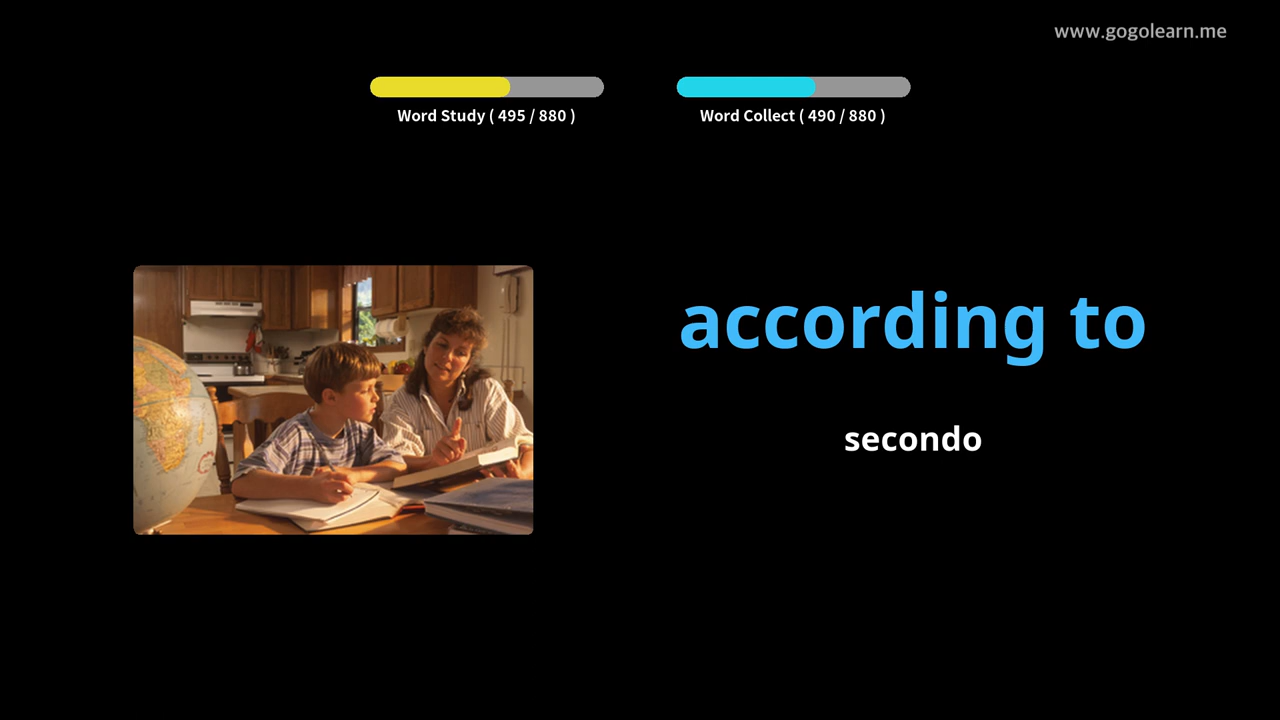 www.gogolearn.me
Word Study ( 495 / 880 )
Word Collect ( 490 / 880 )
according to
secondo